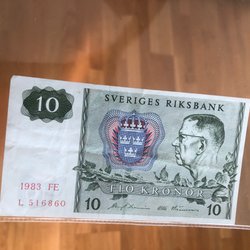 SVERIGES RIKSBANK
10
1983 FE
L 516860
TIO KRONOR
10
10